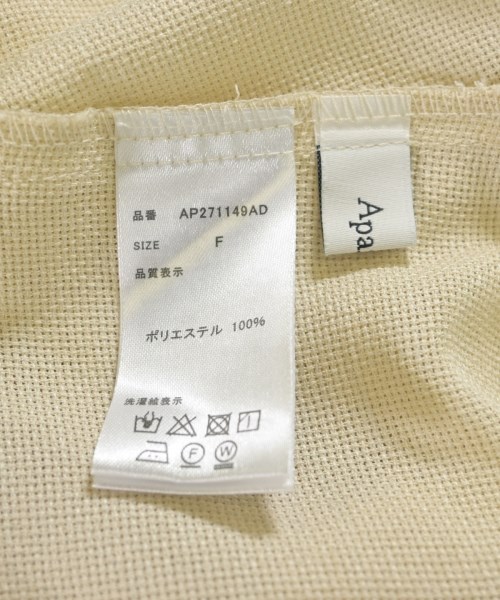 品番 AP271149AD
SIZE F
品質表示
ポリエステル 100%
洗濯絵表示
F W
Apa